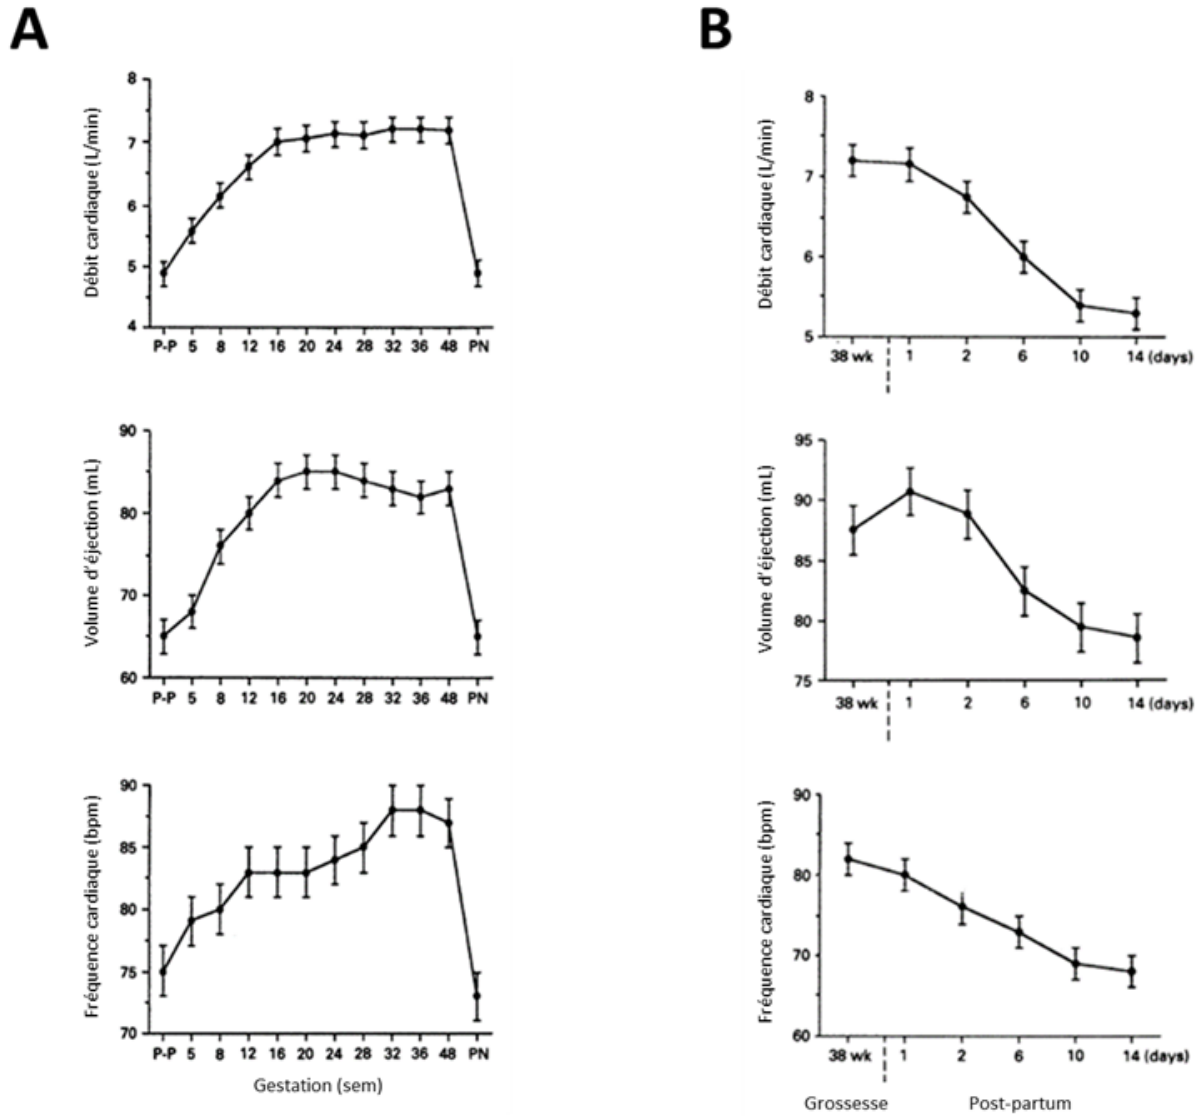 A
Débit cardiaque (L/min)
8
7
6
5
4
P-P 5 8 12 16 20 24 28 32 36 48 PN
Volume d'éjection (mL)
90
80
70
60
P-P 5 8 12 16 20 24 28 32 36 48 PN
Fréquence cardiaque (bpm)
90
85
80
75
70
P-P 5 8 12 16 20 24 28 32 36 48 PN
Gestation (sem)
B
Débit cardiaque (L/min)
8
7
6
5
38 wk 1 2 6 10 14 (days)
Volume d'éjection (mL)
95
90
85
80
75
38 wk 1 2 6 10 14 (days)
Fréquence cardiaque (bpm)
90
80
70
60
38 wk 1 2 6 10 14 (days)
Grossesse Post-partum